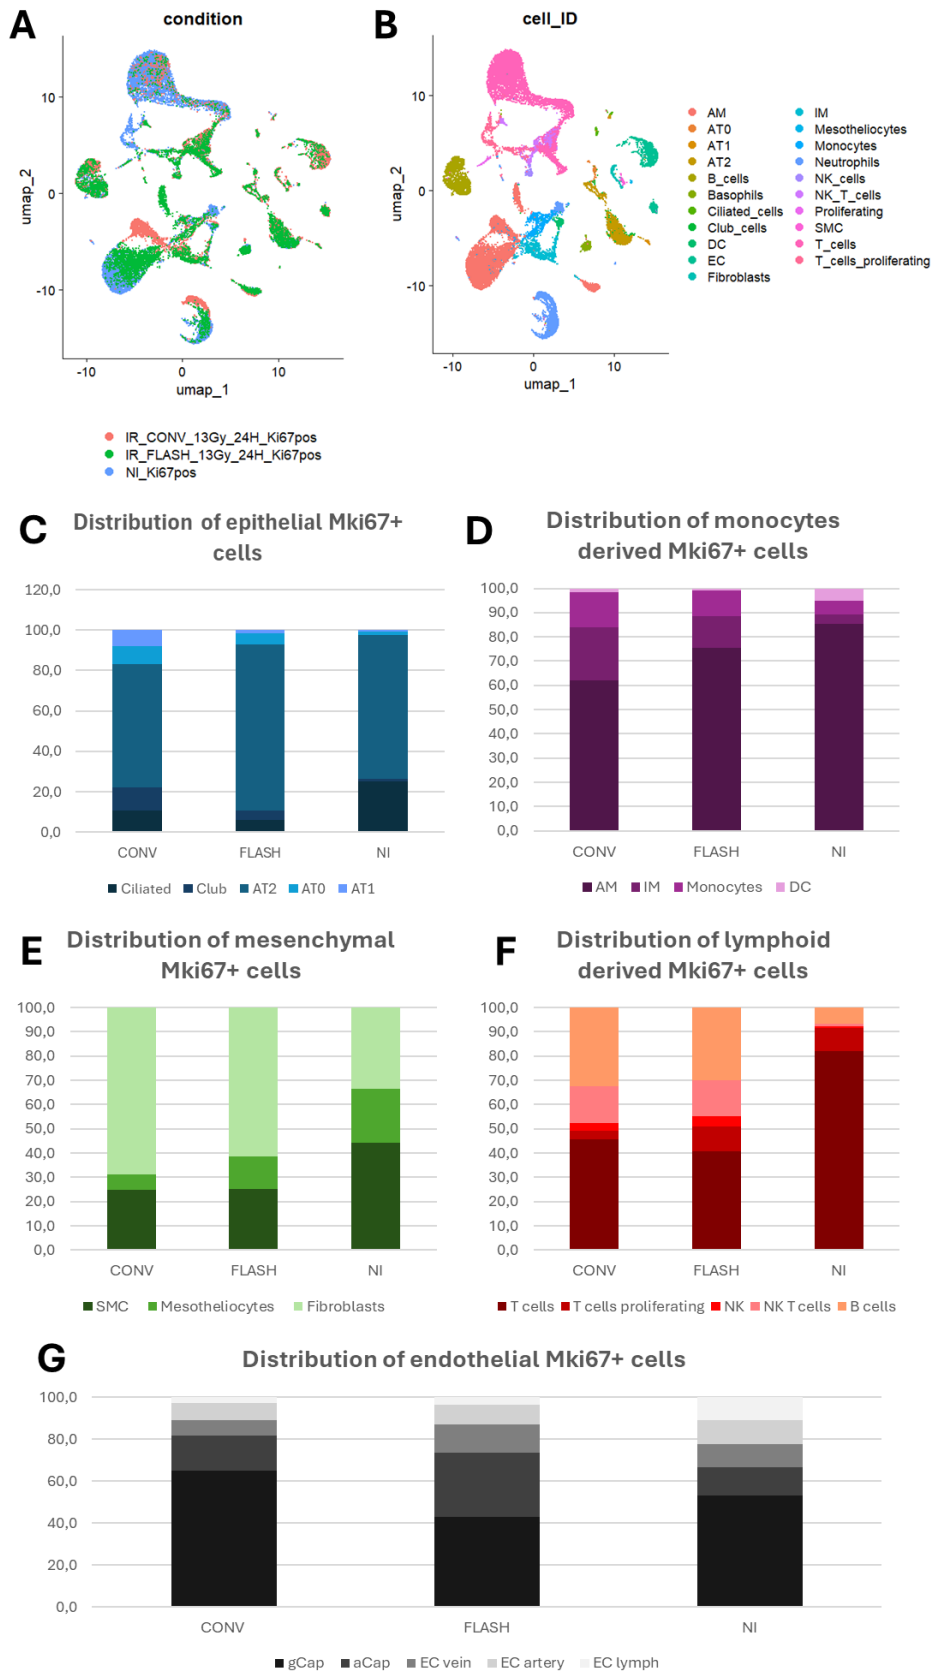 A
condition
umap_2
10
0
-10
-10
0
10
umap_1
IR_CONV_13Gy_24H_Ki67pos
IR_FLASH_13Gy_24H_Ki67pos
NI_Ki67pos
B
cell_ID
umap_2
10
0
-10
-10
0
10
umap_1
AM
AT0
AT1
AT2
B_cells
Basophils
Ciliated_cells
Club_cells
DC
EC
Fibroblasts
IM
Mesotheliocytes
Monocytes
Neutrophils
NK_cells
NK_T_cells
Proliferating
SMC
T_cells
T_cells_proliferating
C
Distribution of epithelial Mki67+
cells
120,0
100,0
80,0
60,0
40,0
20,0
0,0
CONV FLASH NI
Ciliated Club AT2 AT0 AT1
D
Distribution of monocytes
derived Mki67+ cells
100,0
90,0
80,0
70,0
60,0
50,0
40,0
30,0
20,0
10,0
0,0
CONV FLASH NI
AM IM Monocytes DC
E
Distribution of mesenchymal
Mki67+ cells
100,0
90,0
80,0
70,0
60,0
50,0
40,0
30,0
20,0
10,0
0,0
CONV FLASH NI
SMC Mesotheliocytes Fibroblasts
F
Distribution of lymphoid
derived Mki67+ cells
100,0
90,0
80,0
70,0
60,0
50,0
40,0
30,0
20,0
10,0
0,0
CONV FLASH NI
T cells T cells proliferating NK NK T cells B cells
G
Distribution of endothelial Mki67+ cells
100,0
80,0
60,0
40,0
20,0
0,0
CONV FLASH NI
gCap aCap EC vein EC artery EC lymph